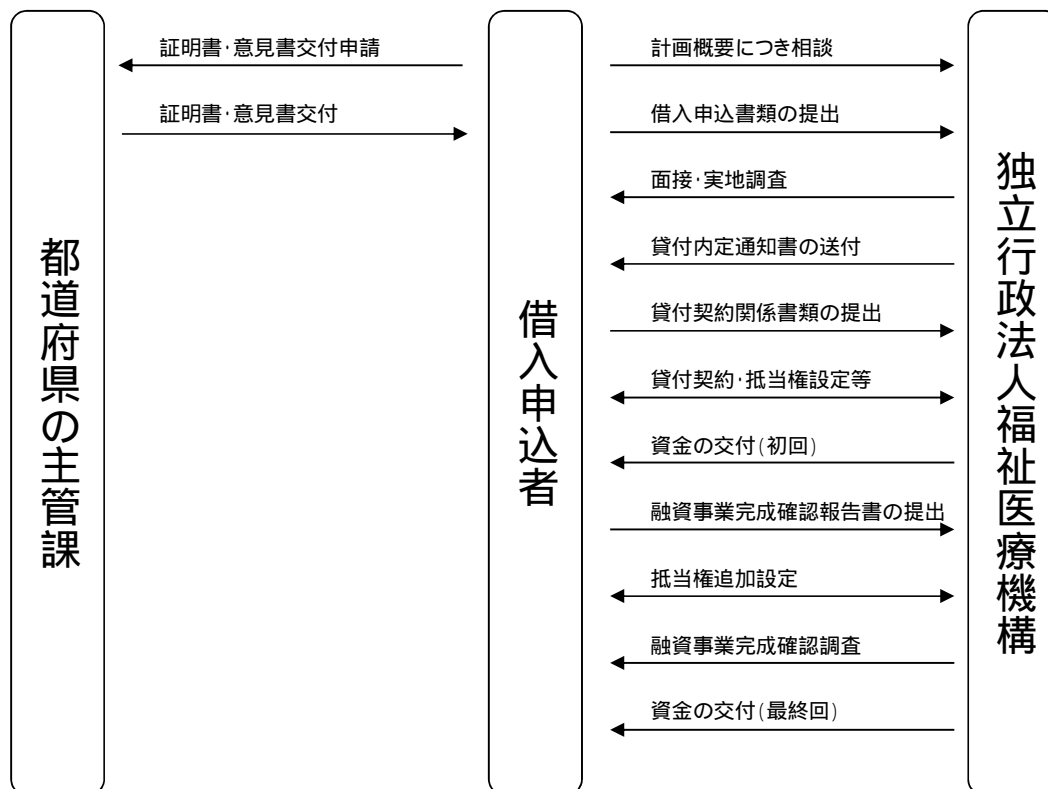 都道府県の主管課
証明書・意見書交付申請
証明書・意見書交付
借入申込者
計画概要につき相談
借入申込書類の提出
面接・実地調査
貸付内定通知書の送付
貸付契約関係書類の提出
貸付契約・抵当権設定等
資金の交付(初回)
融資事業完成確認報告書の提出
抵当権追加設定
融資事業完成確認調査
資金の交付(最終回)
独立行政法人福祉医療機構